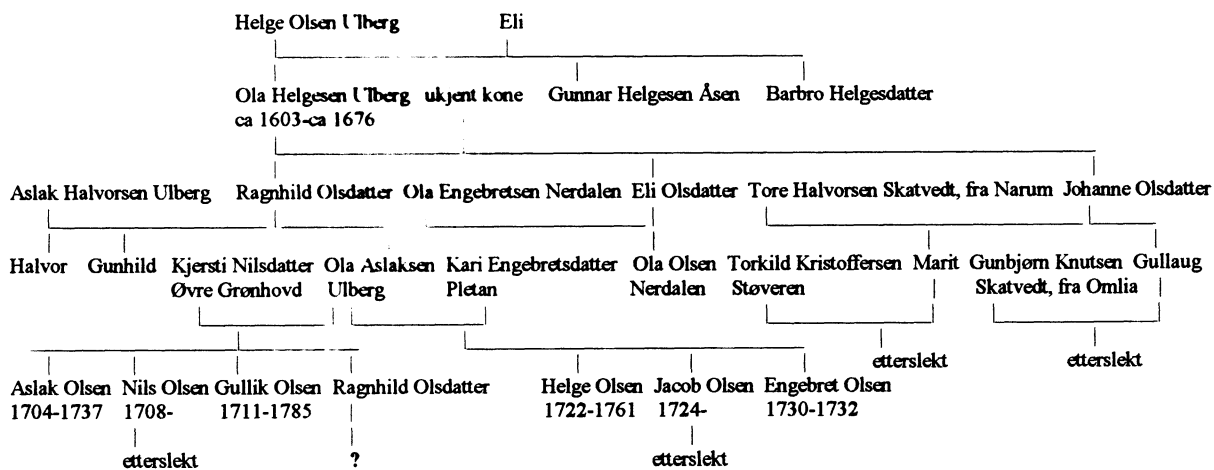 Helge Olsen Ulberg Eli
Ola Helgesen Ulberg ukjent kone Gunnar Helgesen Åsen Barbro Helgesdatter
ca 1603-ca 1676
Aslak Halvorsen Ulberg Ragnhild Olsdatter Ola Engebretsen Nerdalen Eli Olsdatter Tore Halvorsen Skatvedt, fra Narum Johanne Olsdatter
Halvor Gunhild Kjersti Nilsdatter Ola Aslaksen Kari Engebretsdatter Ola Olsen Torkild Kristoffersen Marit Gunbjørn Knutsen Gullaug
Øvre Grønhovd Ulberg Pletan Nerdalen Støveren Skatvedt, fra Omlia
etterslekt etterslekt
Aslak Olsen Nils Olsen Gullik Olsen Ragnhild Olsdatter Helge Olsen Jacob Olsen Engebret Olsen
1704-1737 1708- 1711-1785 1722-1761 1724- 1730-1732
etterslekt ? etterslekt